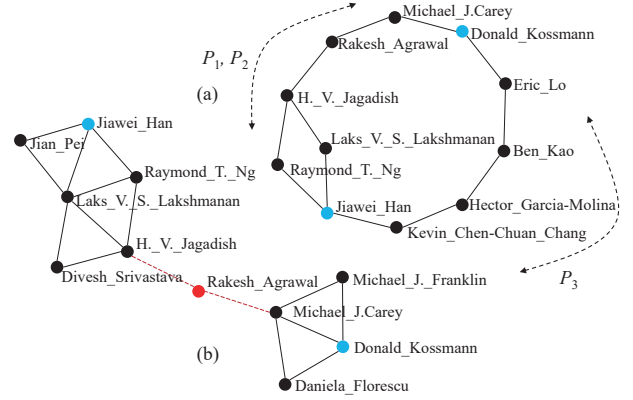 Michael_J.Carey
Donald_Kossmann
Rakesh_Agrawal
P1, P2
(a)
Eric_Lo
H._V._Jagadish
Jiawei_Han
Jian_Pei
Laks_V._S._Lakshmanan
Ben_Kao
Raymond_T._Ng
Raymond_T._Ng
Laks_V._S._Lakshmanan
Jiawei_Han
Hector_Garcia-Molina
Kevin_Chen-Chuan_Chang
H._V._Jagadish
Divesh_Srivastava
Rakesh_Agrawal
Michael_J._Franklin
P3
Michael_J.Carey
(b)
Donald_Kossmann
Daniela_Florescu